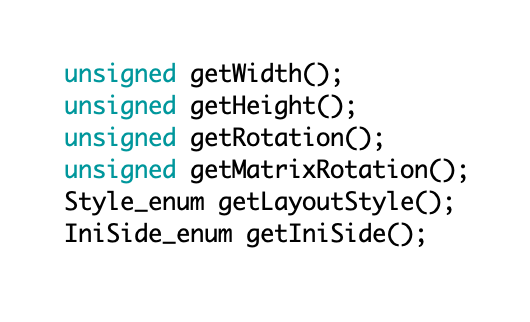 unsigned getWidth();
unsigned getHeight();
unsigned getRotation();
unsigned getMatrixRotation();
Style_enum getLayoutStyle();
IniSide_enum getIniSide();